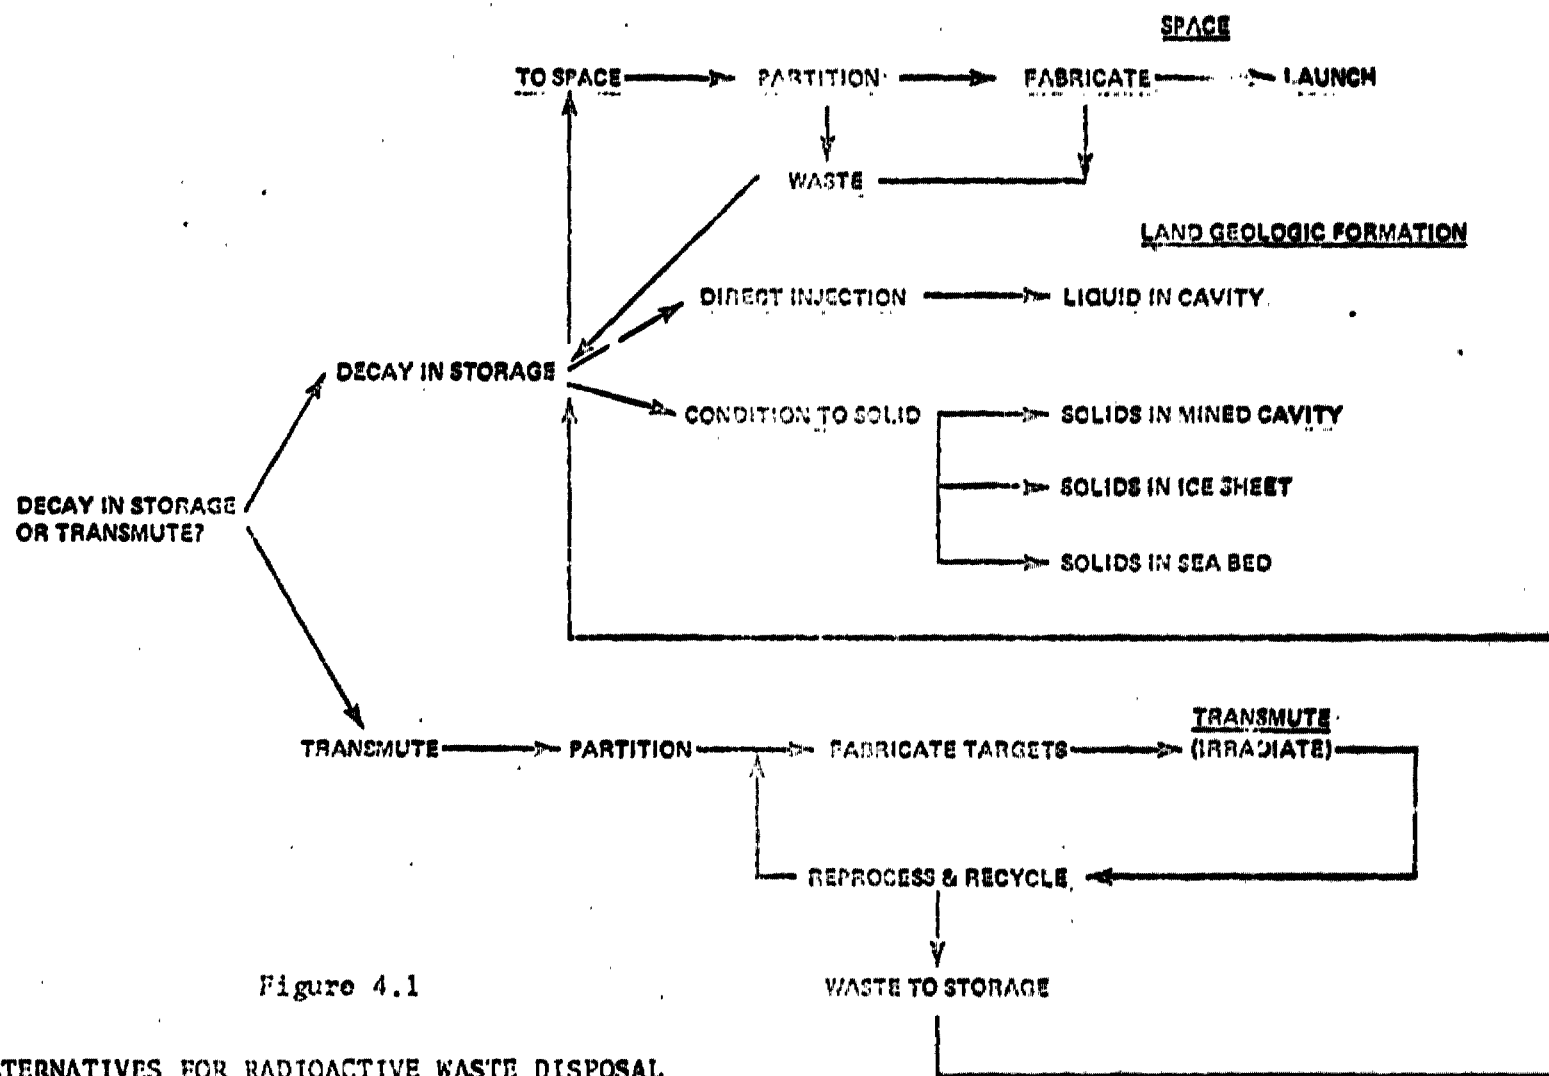 SPACE
TO SPACE PARTITION FABRICATE LAUNCH
WASTE
LAND GEOLOGIC FORMATION
DIRECT INJECTION LIQUID IN CAVITY
DECAY IN STORAGE
CONDITION TO SOLID SOLIDS IN MINED CAVITY
SOLIDS IN ICE SHEET
DECAY IN STORAGE
OR TRANSMUTE?
SOLIDS IN SEA BED
TRANSMUTE
TRANSMUTE PARTITION FABRICATE TARGETS (IRRADIATE)
REPROCESS & RECYCLE
Figure 4.1
WASTE TO STORAGE
TERNATIVES FOR RADIOACTIVE WASTE DISPOSAL